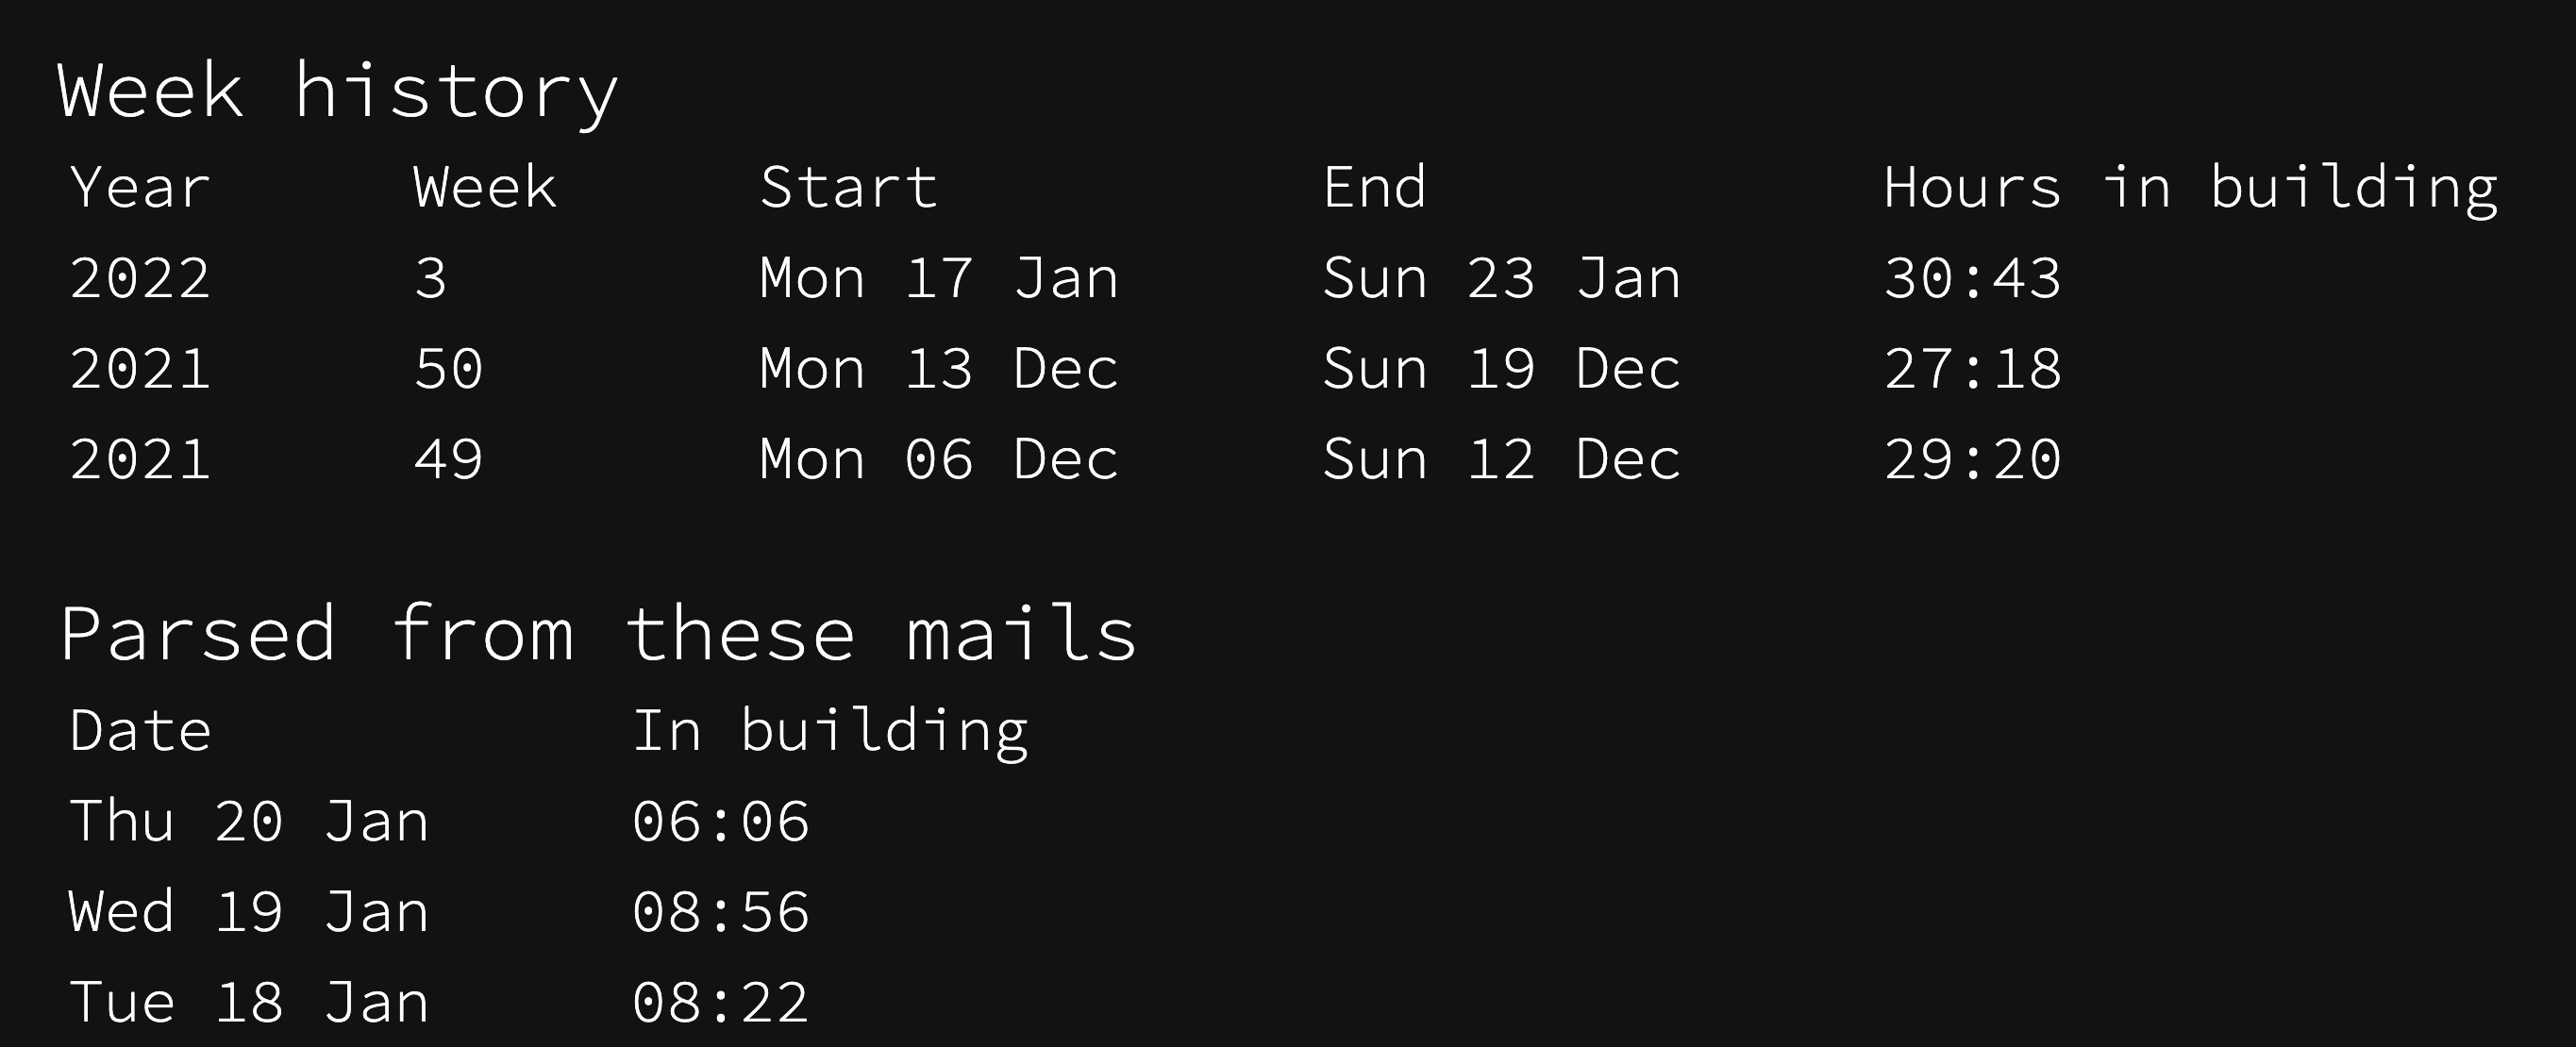 Week history
Year Week Start End Hours in building
2022 3 Mon 17 Jan Sun 23 Jan 30:43
2021 50 Mon 13 Dec Sun 19 Dec 27:18
2021 49 Mon 06 Dec Sun 12 Dec 29:20
Parsed from these mails
Date In building
Thu 20 Jan 06:06
Wed 19 Jan 08:56
Tue 18 Jan 08:22